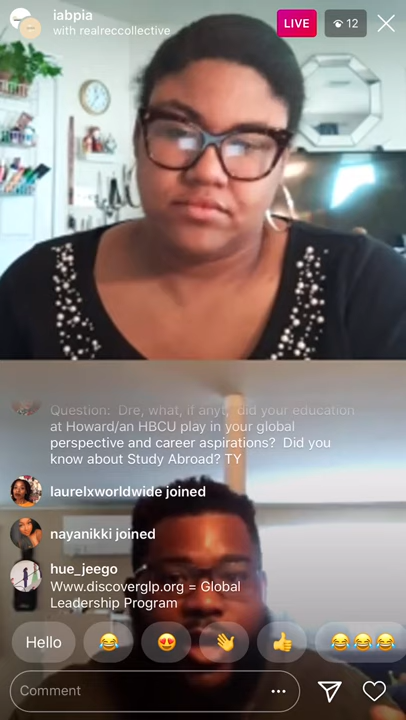 iabpia
with realreccollective
LIVE
12
Question: Dre, what, if anyt, did your education
at Howard/an HBCU play in your global
perspective and career aspirations? Did you
know about Study Abroad? TY
laurelxworldwide joined
nayanikki joined
hue_jeego
Www.discoverglp.org = Global
Leadership Program
Hello
Comment